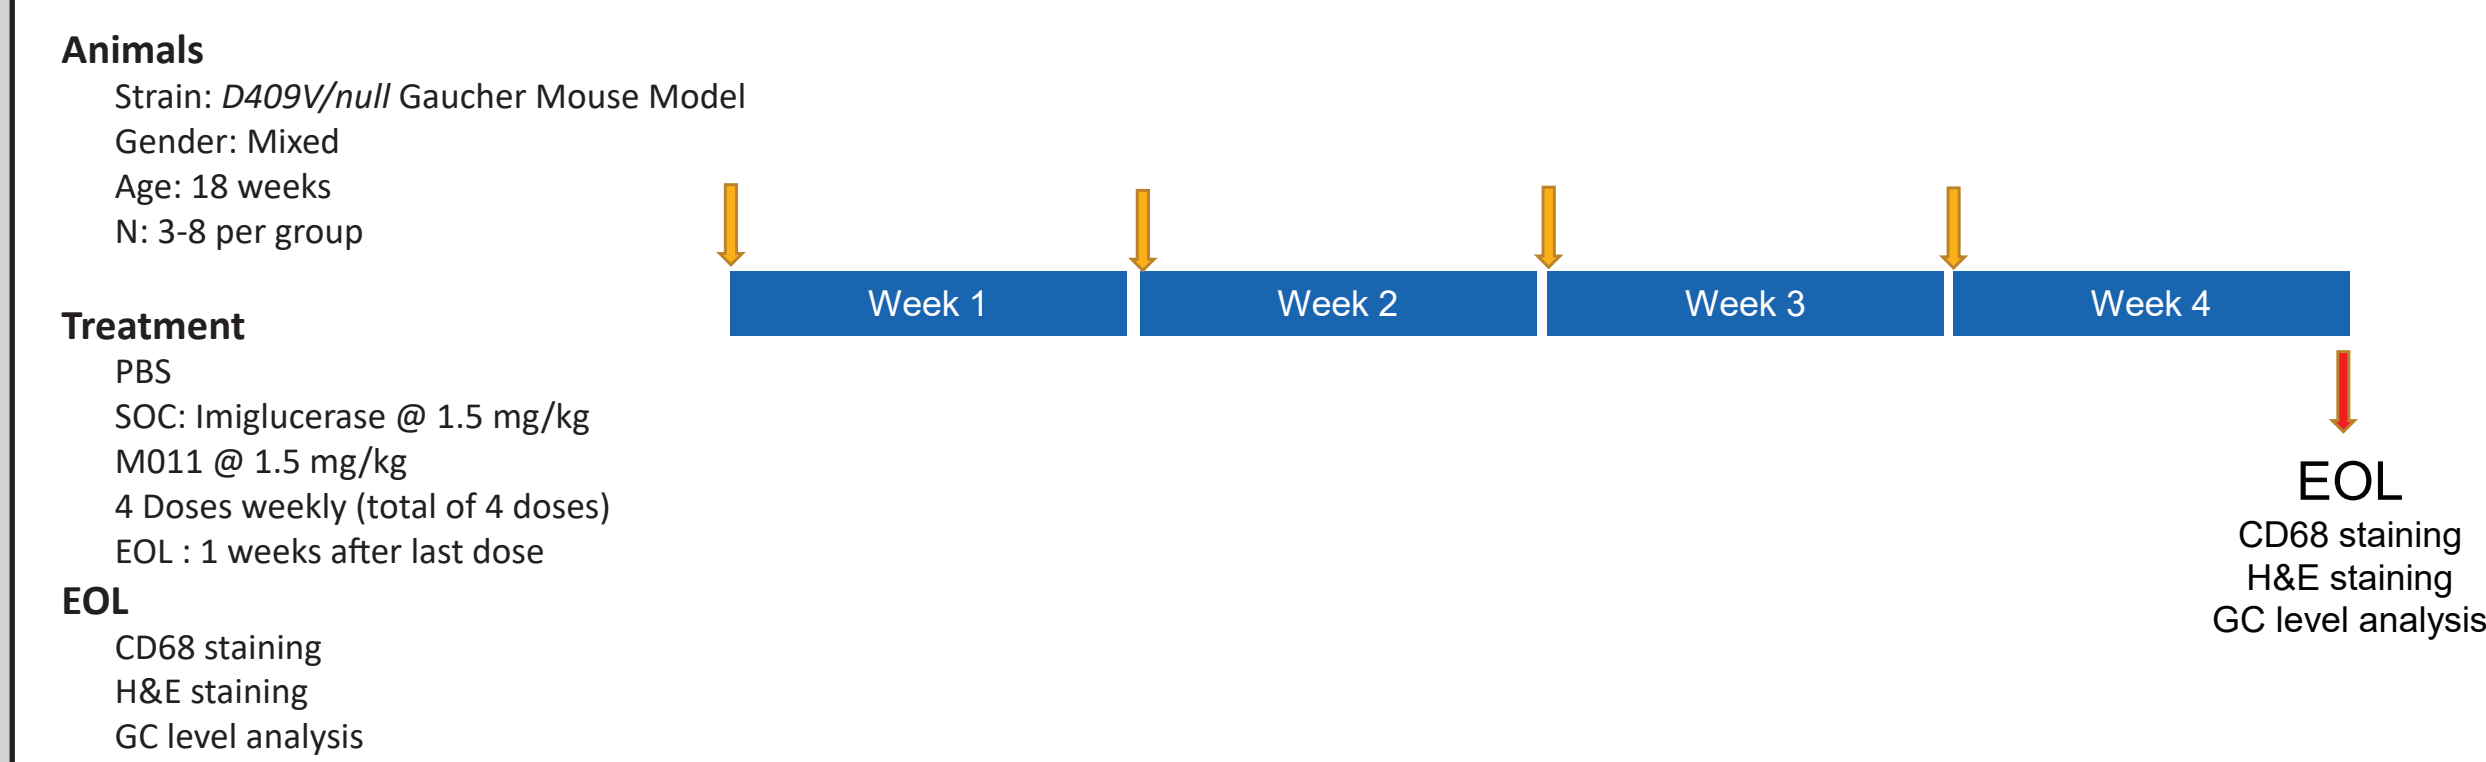 Animals
Strain: D409V/null Gaucher Mouse Model
Gender: Mixed
Age: 18 weeks
N: 3-8 per group
Treatment
PBS
SOC: Imiglucerase @ 1.5 mg/kg
M011 @ 1.5 mg/kg
4 Doses weekly (total of 4 doses)
EOL : 1 weeks after last dose
EOL
CD68 staining
H&E staining
GC level analysis
Week 1
Week 2
Week 3
Week 4
EOL
CD68 staining
H&E staining
GC level analysis